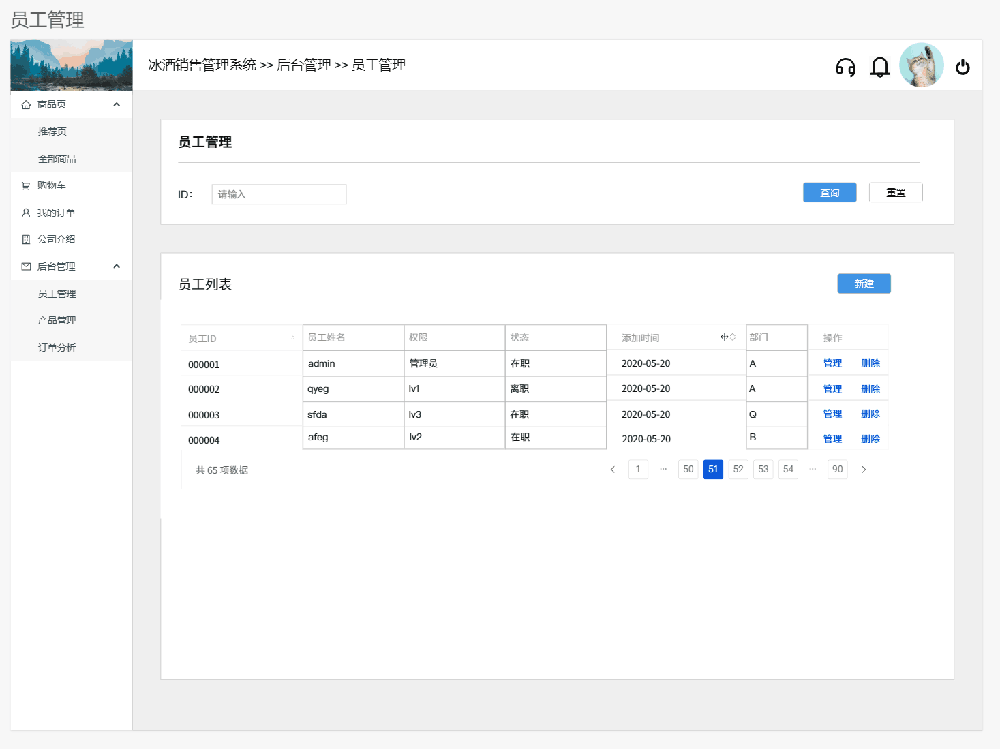 员工管理
冰酒销售管理系统 >> 后台管理 >> 员工管理
商品页
推荐页
全部商品
购物车
我的订单
公司介绍
后台管理
员工管理
产品管理
订单分析
员工管理
ID： 请输入 查询 重置
员工列表 新建
员工ID 员工姓名 权限 状态 添加时间 部门 操作
000001 admin 管理员 在职 2020-05-20 A 管理 删除
000002 qyeg lv1 离职 2020-05-20 A 管理 删除
000003 sfda lv3 在职 2020-05-20 Q 管理 删除
000004 afeg lv2 在职 2020-05-20 B 管理 删除
共 65 项数据 < 1 ··· 50 51 52 53 54 ··· 90 >